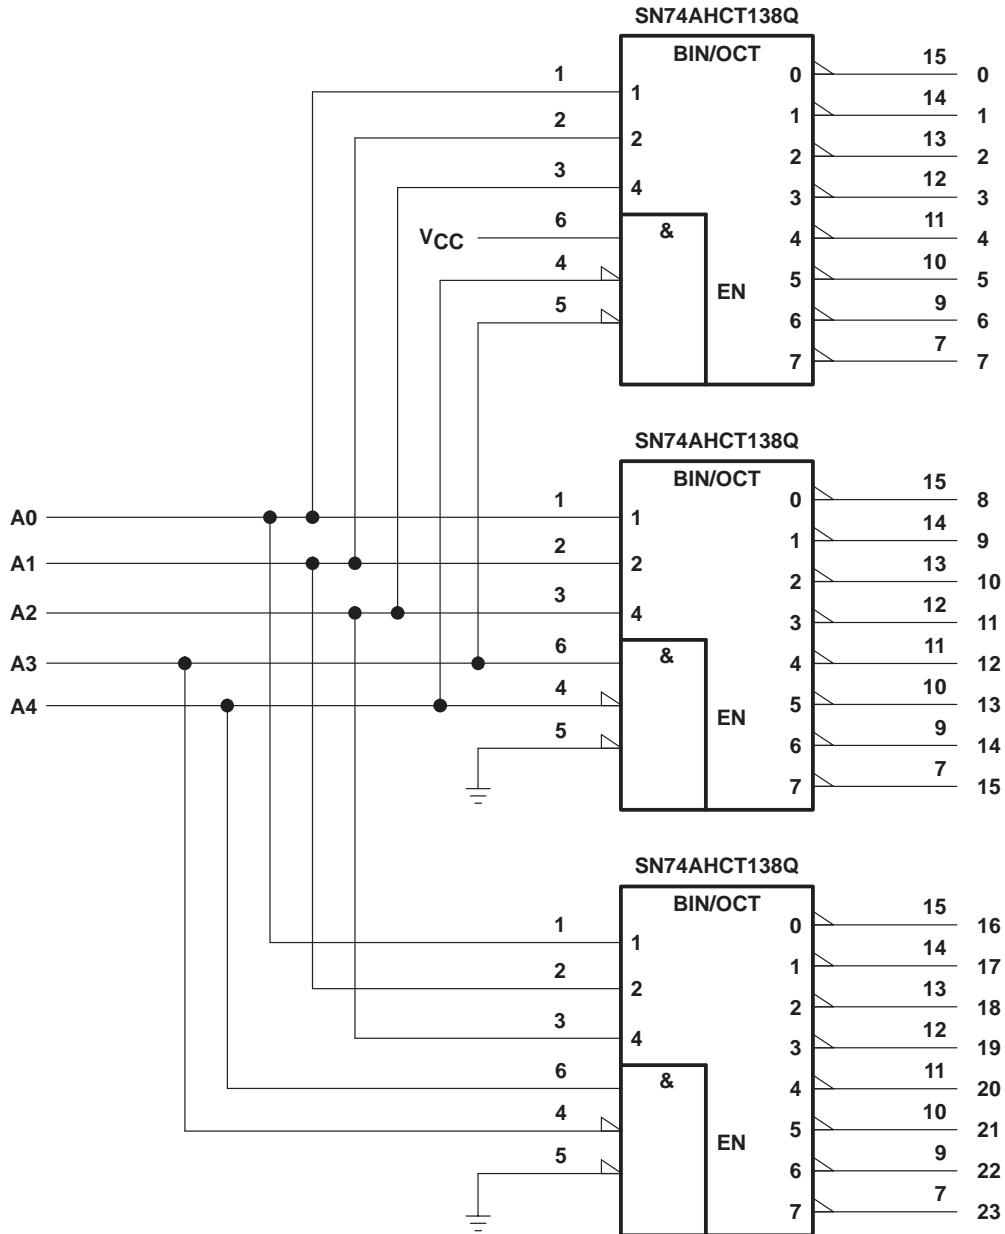 SN74AHCT138Q
BIN/OCT
1 1
2 2
3 4
VCC 6 &
4
5
EN
0 15 0
1 14 1
2 13 2
3 12 3
4 11 4
5 10 5
6 9 6
7 7 7
SN74AHCT138Q
BIN/OCT
A0 1 1
A1 2 2
A2 3 4
A3 6 &
A4 4
5
EN
0 15 8
1 14 9
2 13 10
3 12 11
4 11 12
5 10 13
6 9 14
7 7 15
SN74AHCT138Q
BIN/OCT
1 1
2 2
3 4
6 &
4
5
EN
0 15 16
1 14 17
2 13 18
3 12 19
4 11 20
5 10 21
6 9 22
7 7 23